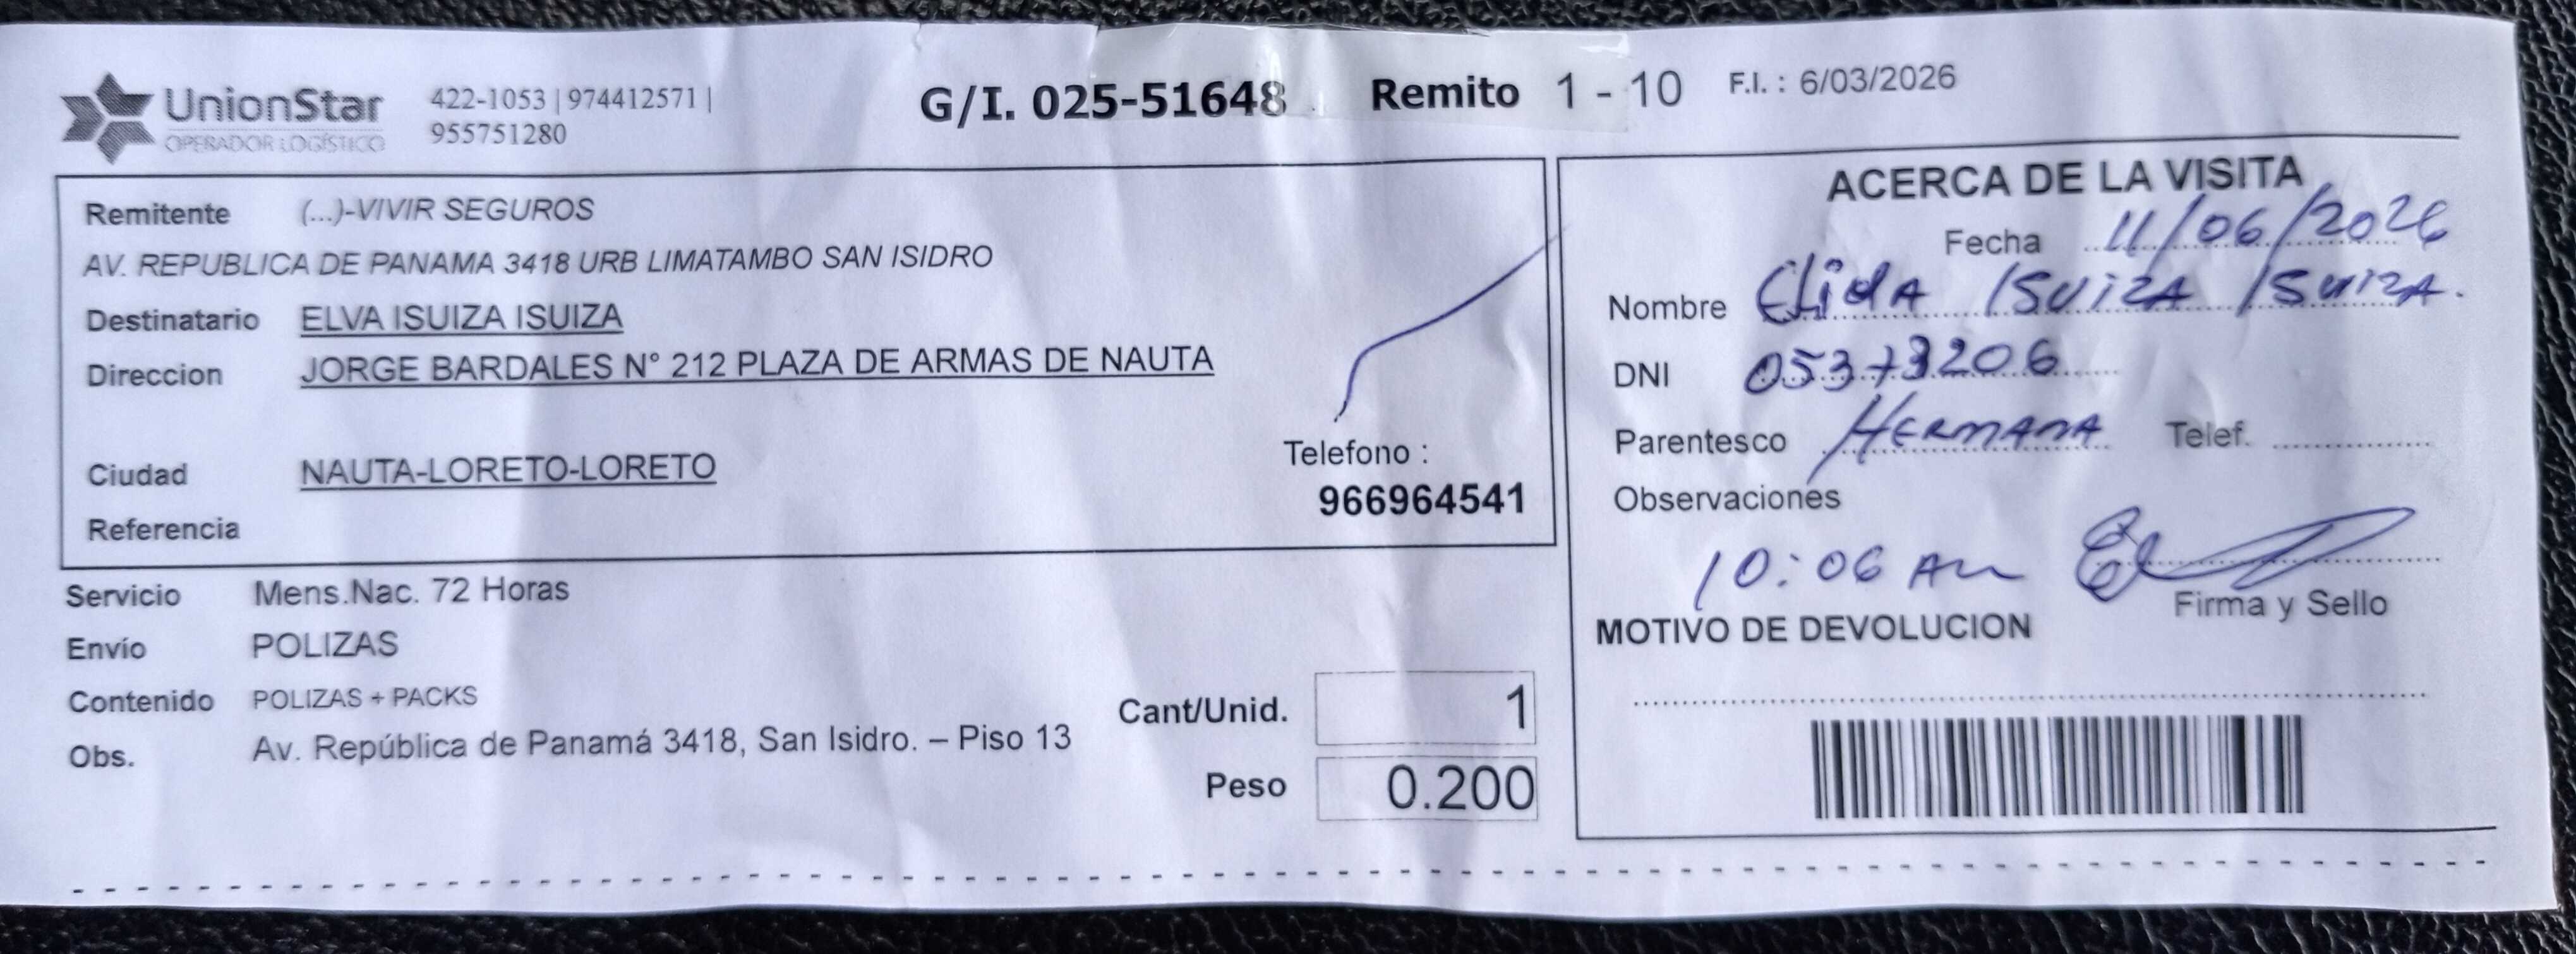 UnionStar
OPERADOR LOGÍSTICO
422-1053 | 974412571 |
955751280
G/I. 025-51648 Remito 1 - 10 F.I. : 6/03/2026
Remitente (...)-VIVIR SEGUROS
AV. REPUBLICA DE PANAMA 3418 URB LIMATAMBO SAN ISIDRO
Destinatario ELVA ISUIZA ISUIZA
Direccion JORGE BARDALES N° 212 PLAZA DE ARMAS DE NAUTA
Ciudad NAUTA-LORETO-LORETO
Telefono :
966964541
Referencia
Servicio Mens.Nac. 72 Horas
Envío POLIZAS
Contenido POLIZAS + PACKS
Obs. Av. República de Panamá 3418, San Isidro. – Piso 13
Cant/Unid. 1
Peso 0.200
ACERCA DE LA VISITA
Fecha 11/06/2026
Nombre Elida ISUIZA ISUIZA.
DNI 05373206
Parentesco HERMANA Telef.
Observaciones
10:06 AM
Firma y Sello
MOTIVO DE DEVOLUCION